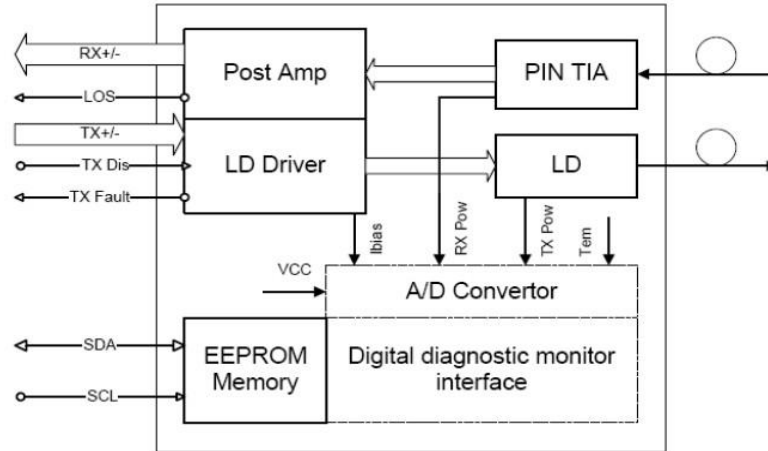 RX+/-
Post Amp
PIN TIA
LOS
TX+/-
TX Dis
LD Driver
LD
TX Fault
Ibias
RX Pow
TX Pow
Tem
VCC
A/D Convertor
SDA
EEPROM
Memory
Digital diagnostic monitor
interface
SCL